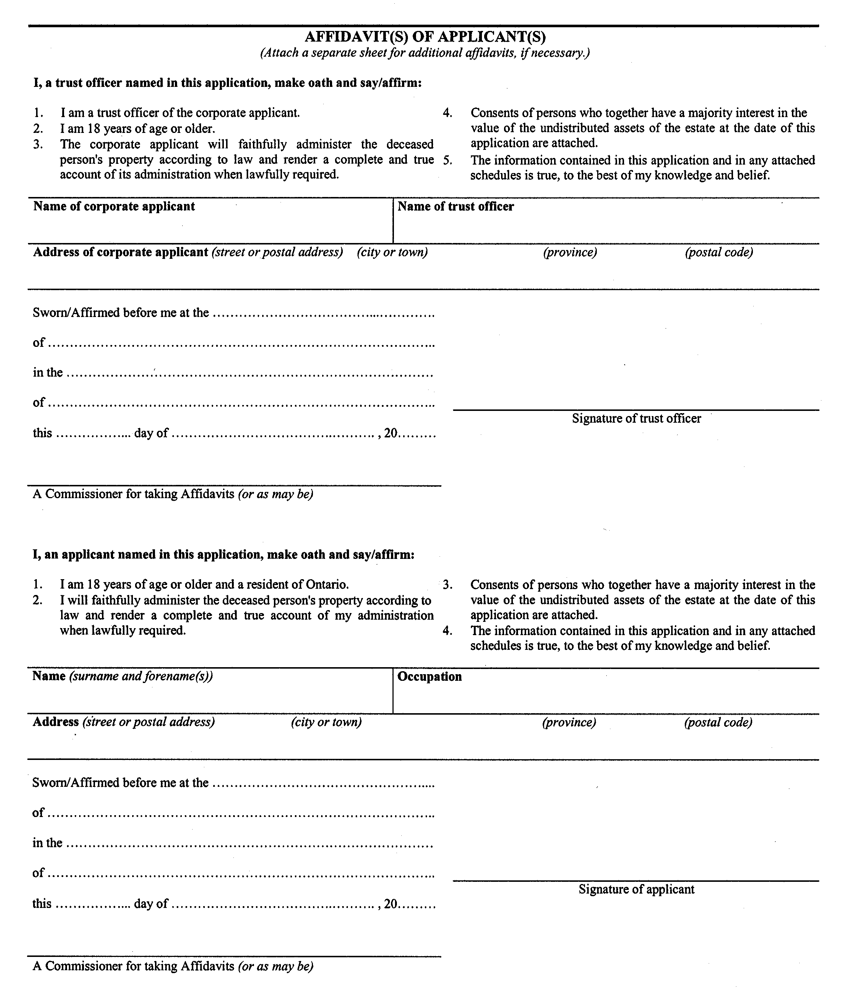 AFFIDAVIT(S) OF APPLICANT(S)
(Attach a separate sheet for additional affidavits, if necessary.)
I, a trust officer named in this application, make oath and say/affirm:
1. I am a trust officer of the corporate applicant.
2. I am 18 years of age or older.
3. The corporate applicant will faithfully administer the deceased
person's property according to law and render a complete and true
account of its administration when lawfully required.
4. Consents of persons who together have a majority interest in the
value of the undistributed assets of the estate at the date of this
application are attached.
5. The information contained in this application and in any attached
schedules is true, to the best of my knowledge and belief.
Name of corporate applicant
Name of trust officer
Address of corporate applicant (street or postal address) (city or town) (province) (postal code)
Sworn/Affirmed before me at the ..................................................
of ..................................................
in the ..................................................
of ..................................................
this ................. day of .............................................. , 20.........
Signature of trust officer
A Commissioner for taking Affidavits (or as may be)
I, an applicant named in this application, make oath and say/affirm:
1. I am 18 years of age or older and a resident of Ontario.
2. I will faithfully administer the deceased person's property according to
law and render a complete and true account of my administration
when lawfully required.
3. Consents of persons who together have a majority interest in the
value of the undistributed assets of the estate at the date of this
application are attached.
4. The information contained in this application and in any attached
schedules is true, to the best of my knowledge and belief.
Name (surname and forename(s))
Occupation
Address (street or postal address) (city or town) (province) (postal code)
Sworn/Affirmed before me at the ..................................................
of ..................................................
in the ..................................................
of ..................................................
this ................. day of .............................................. , 20.........
Signature of applicant
A Commissioner for taking Affidavits (or as may be)